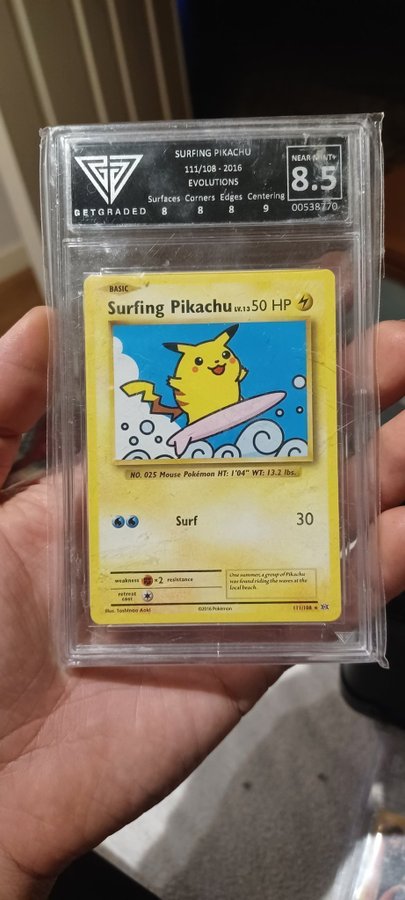 SURFING PIKACHU
111/108 - 2016
EVOLUTIONS
Surfaces Corners Edges Centering
8 8 8 9
GETGRADED
NEAR MINT+
8.5
00538770
BASIC
Surfing Pikachu LV.13 50 HP
NO. 025 Mouse Pokémon HT: 1'04" WT: 13.2 lbs.
Surf 30
weakness ×2 resistance
retreat cost
One summer, a group of Pikachu
was found riding the waves at the
local beach.
Illus. Toshinao Aoki ©2016 Pokémon 111/108 ★